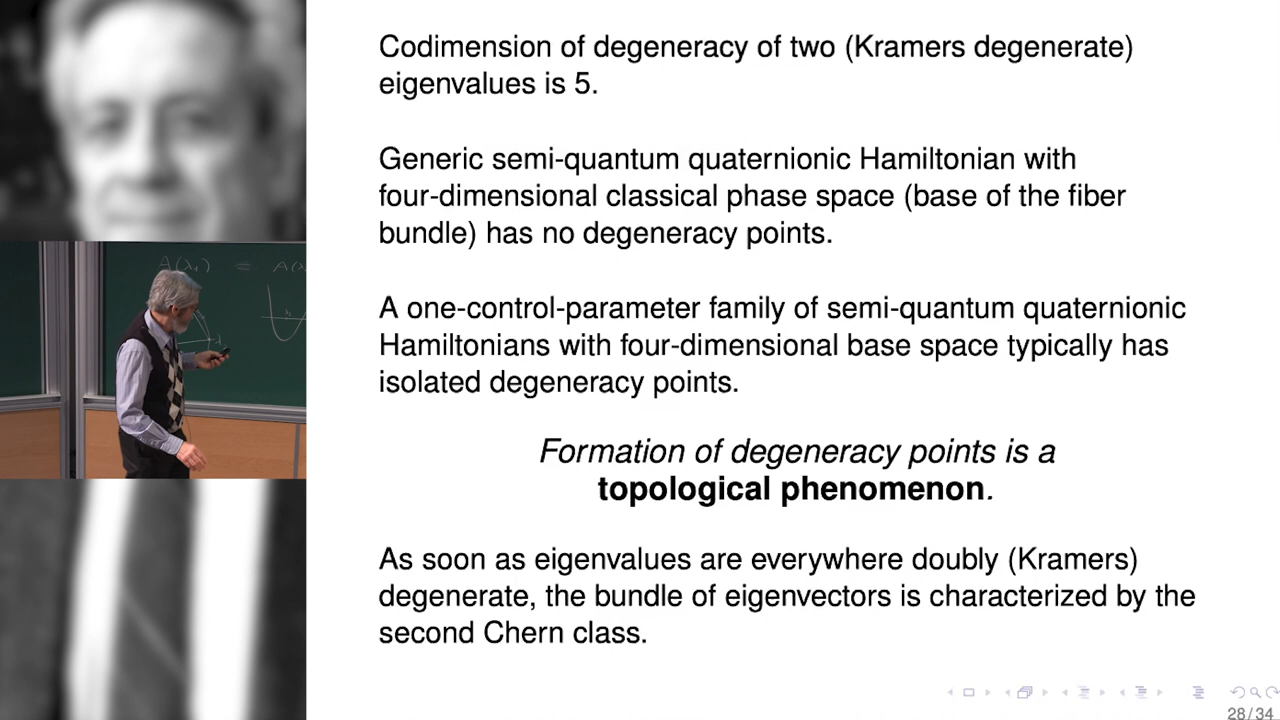 Codimension of degeneracy of two (Kramers degenerate)
eigenvalues is 5.
Generic semi-quantum quaternionic Hamiltonian with
four-dimensional classical phase space (base of the fiber
bundle) has no degeneracy points.
A one-control-parameter family of semi-quantum quaternionic
Hamiltonians with four-dimensional base space typically has
isolated degeneracy points.
Formation of degeneracy points is a
topological phenomenon.
As soon as eigenvalues are everywhere doubly (Kramers)
degenerate, the bundle of eigenvectors is characterized by the
second Chern class.
28/34